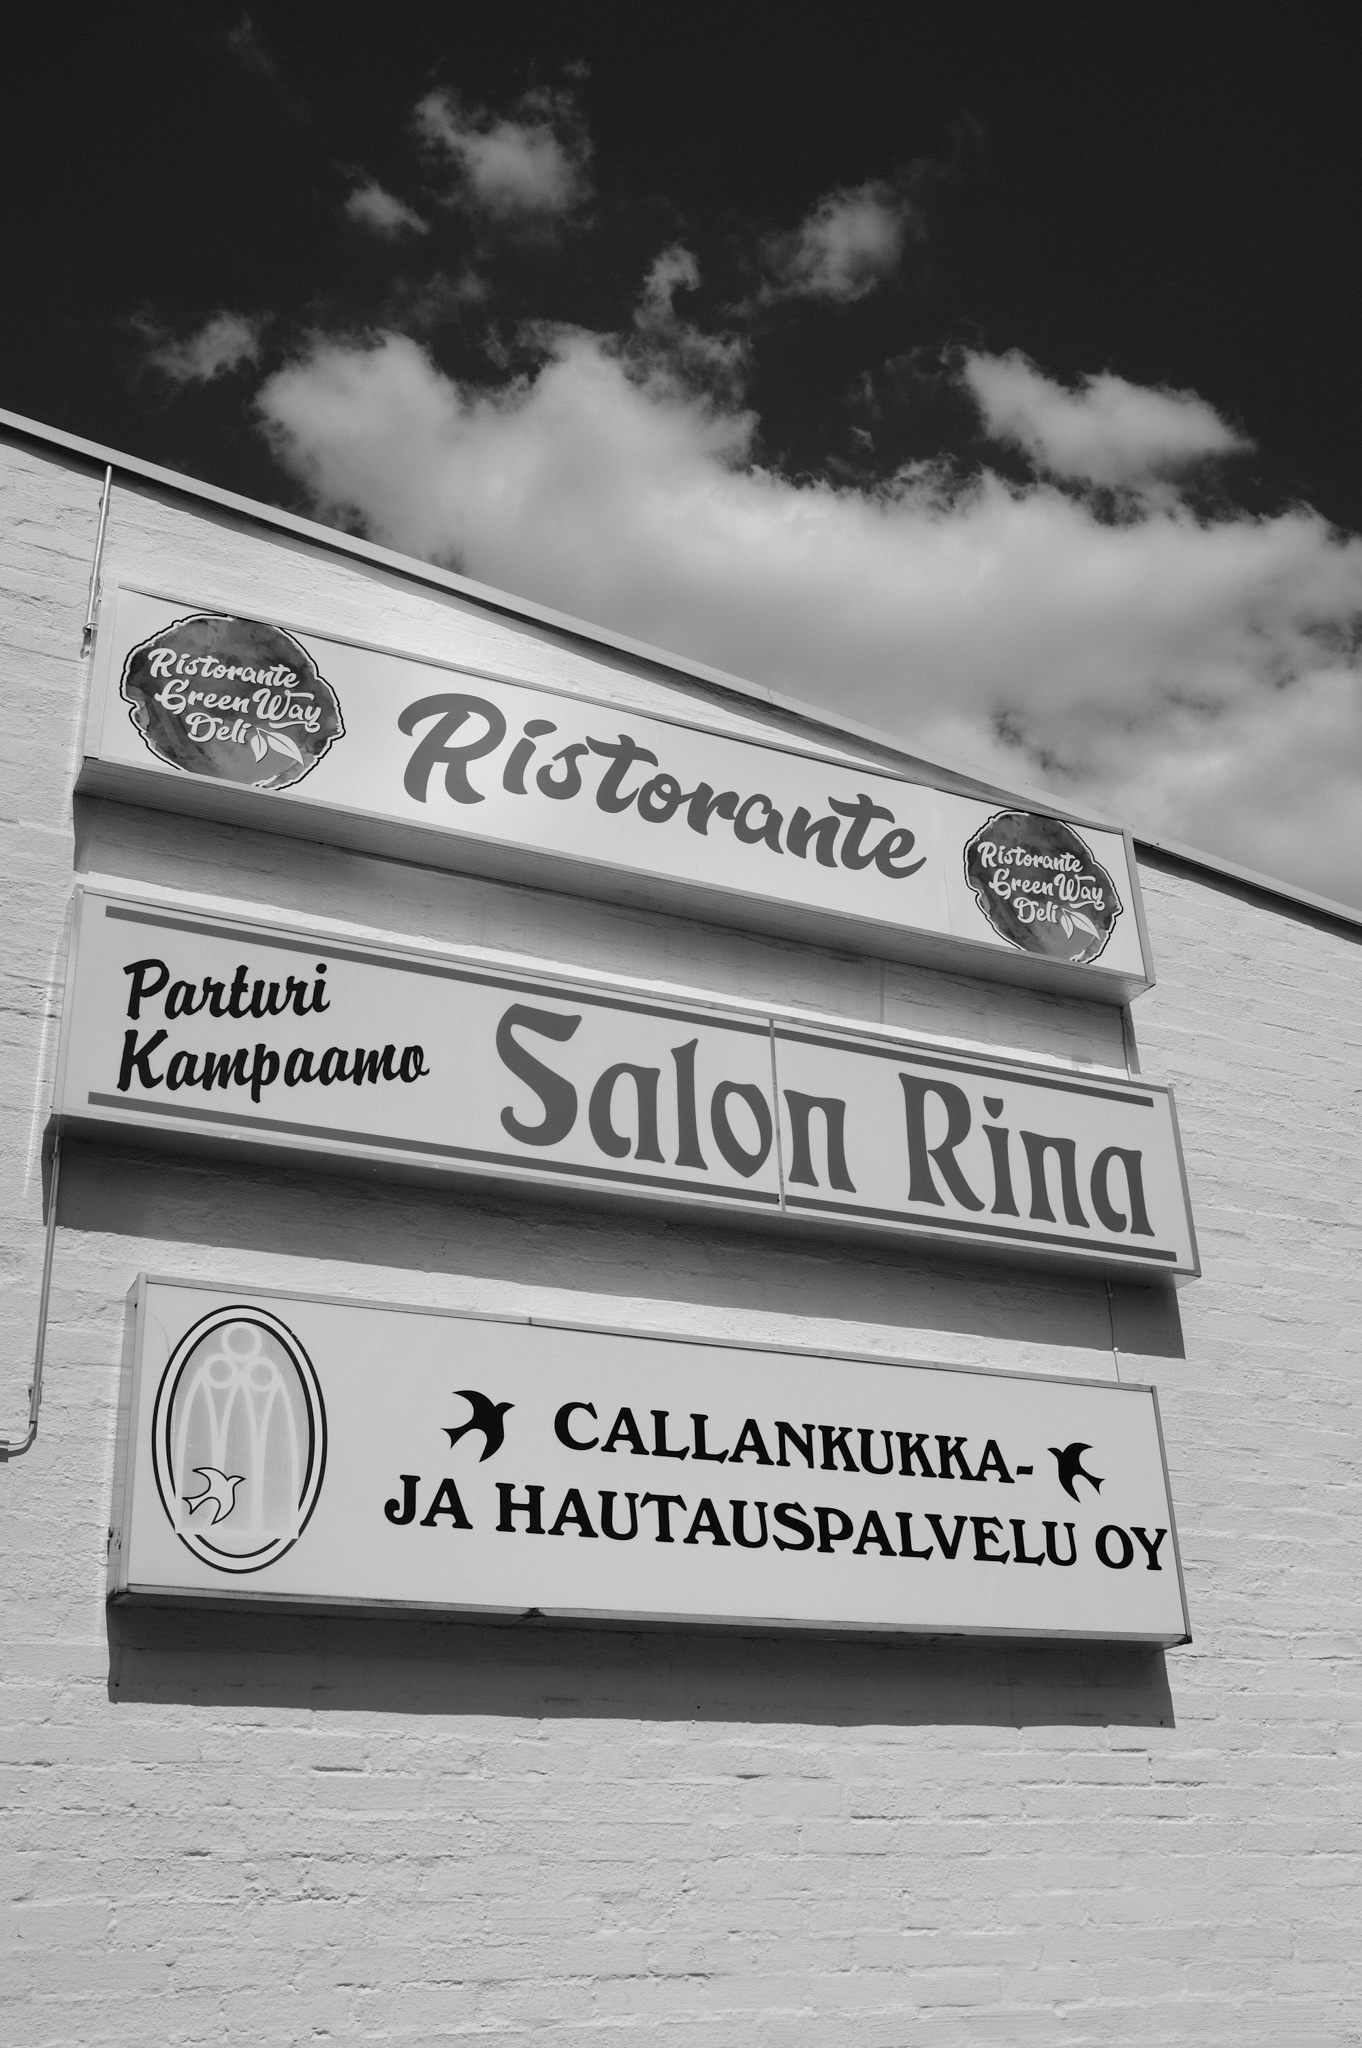 Ristorante
Green Way
Deli
Ristorante
Ristorante
Green Way
Deli
Parturi
Kampaamo
Salon Rina
CALLANKUKKA-
JA HAUTAUSPALVELU OY